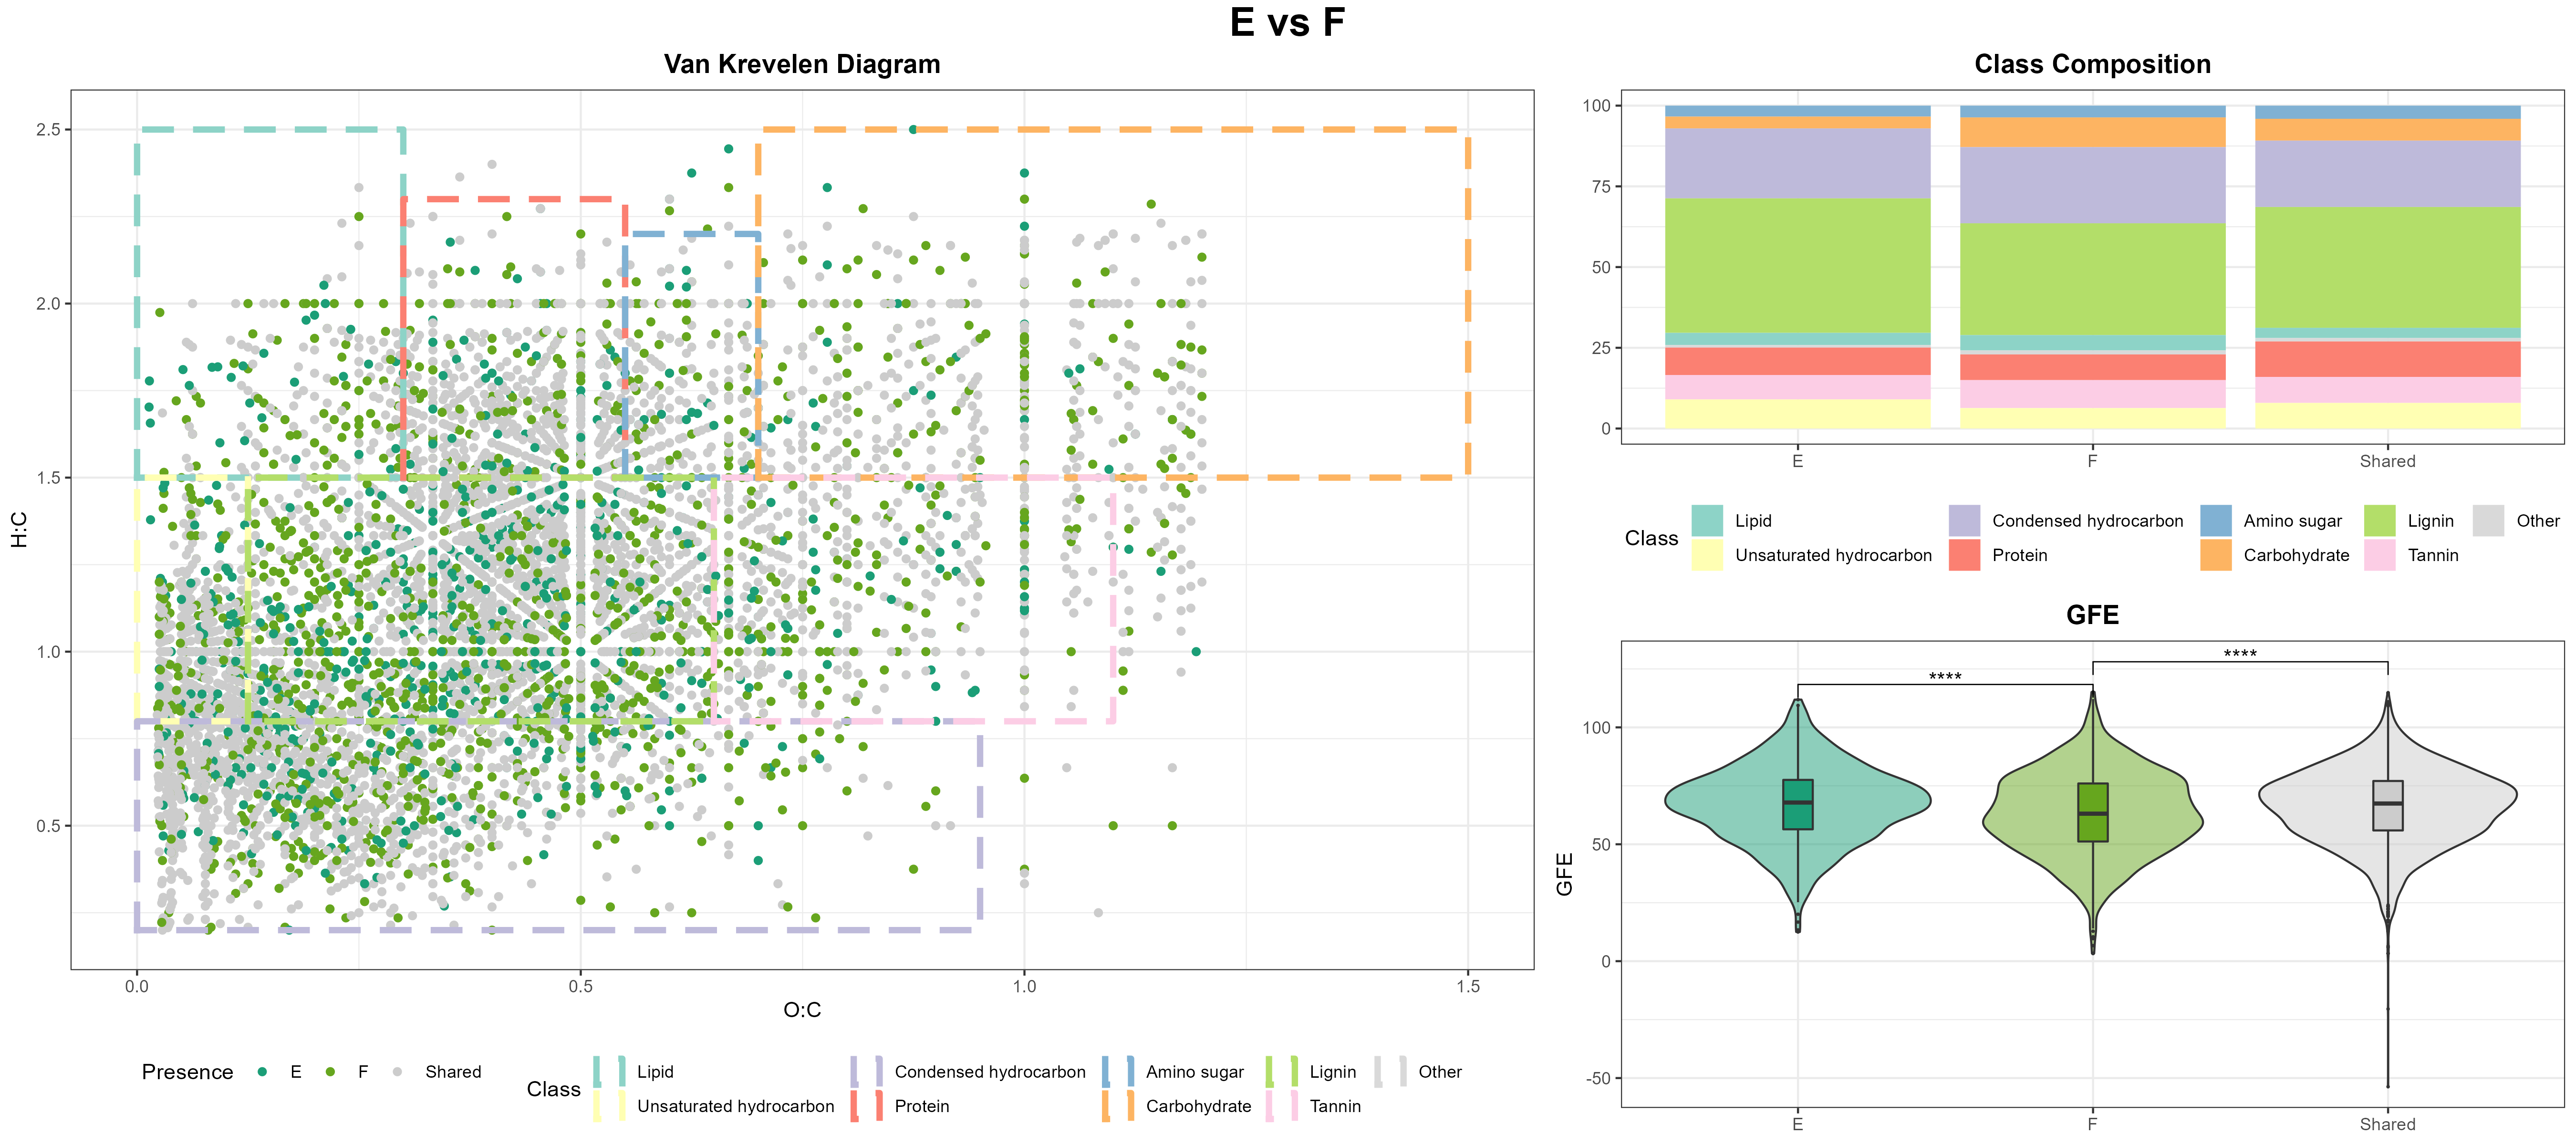 E vs F
Van Krevelen Diagram
H:C
2.5
2.0
1.5
1.0
0.5
0.0 0.5 1.0 1.5
O:C
Presence E F Shared
Class
Lipid Condensed hydrocarbon Amino sugar Lignin Other
Unsaturated hydrocarbon Protein Carbohydrate Tannin
Class Composition
100
75
50
25
0
E F Shared
Class
Lipid Condensed hydrocarbon Amino sugar Lignin Other
Unsaturated hydrocarbon Protein Carbohydrate Tannin
GFE
GFE
**** ****
100
50
0
-50
E F Shared